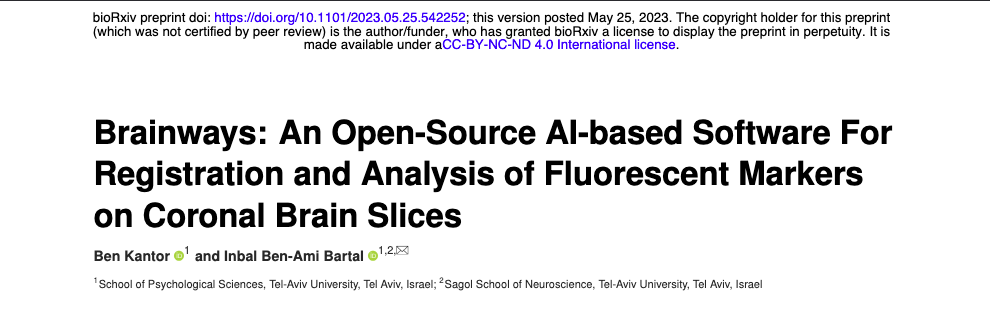 bioRxiv preprint doi: https://doi.org/10.1101/2023.05.25.542252; this version posted May 25, 2023. The copyright holder for this preprint
(which was not certified by peer review) is the author/funder, who has granted bioRxiv a license to display the preprint in perpetuity. It is
made available under aCC-BY-NC-ND 4.0 International license.
Brainways: An Open-Source AI-based Software For
Registration and Analysis of Fluorescent Markers
on Coronal Brain Slices
Ben Kantor iD 1 and Inbal Ben-Ami Bartal iD 1,2,✉
1School of Psychological Sciences, Tel-Aviv University, Tel Aviv, Israel; 2Sagol School of Neuroscience, Tel-Aviv University, Tel Aviv, Israel